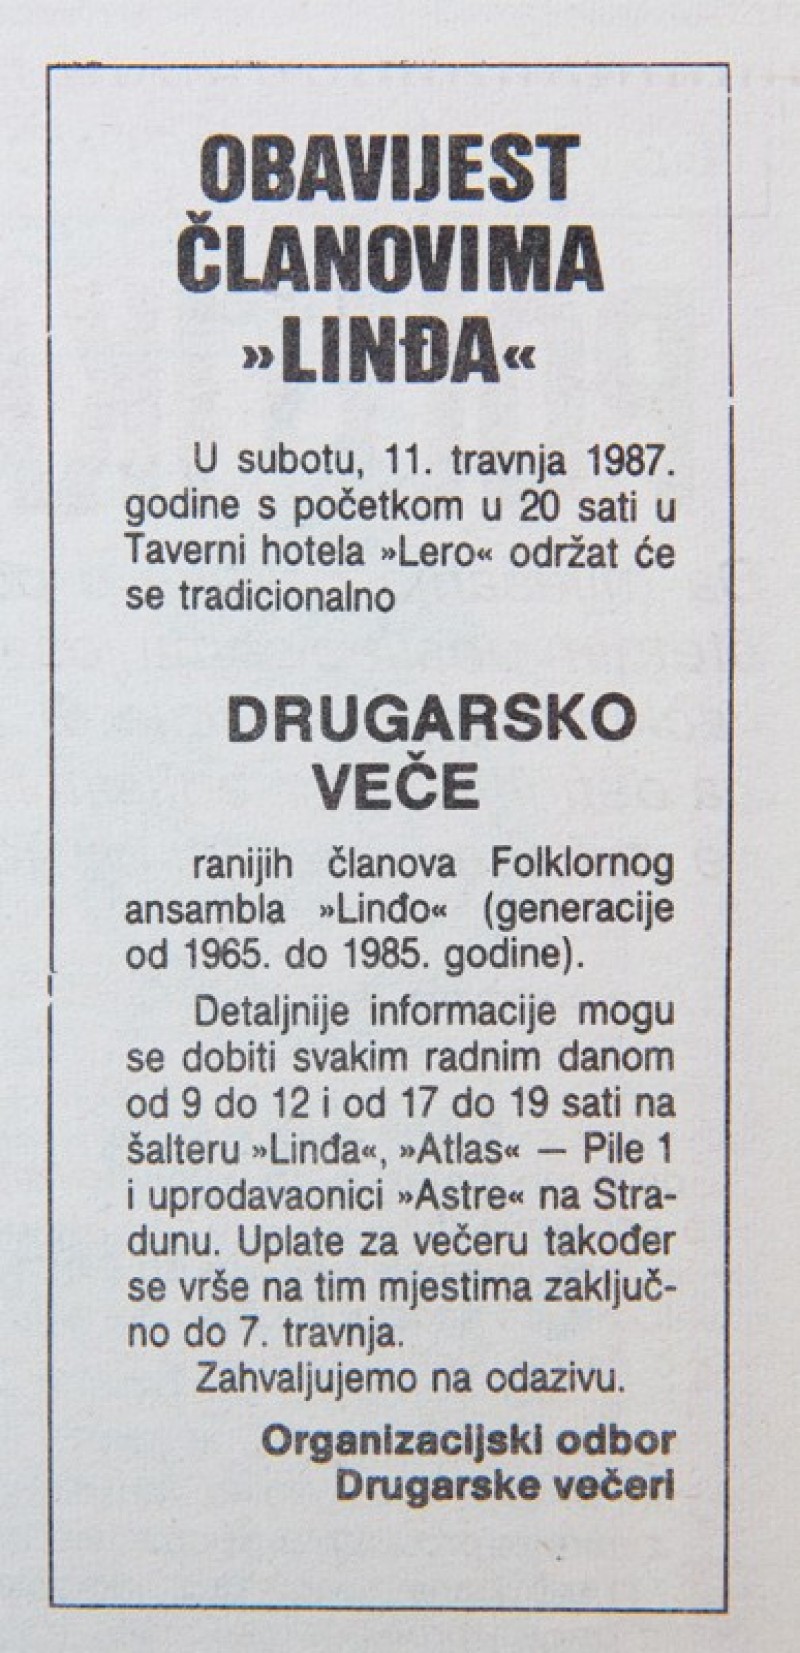 OBAVIJEST
ČLANOVIMA
»LINĐA«
U subotu, 11. travnja 1987.
godine s početkom u 20 sati u
Taverni hotela »Lero« održat će
se tradicionalno
DRUGARSKO
VEČE
ranijih članova Folklornog
ansambla »Linđo« (generacije
od 1965. do 1985. godine).
Detaljnije informacije mogu
se dobiti svakim radnim danom
od 9 do 12 i od 17 do 19 sati na
šalteru »Linđa«, »Atlas« — Pile 1
i uprodavaonici »Astre« na Stra-
dunu. Uplate za večeru također
se vrše na tim mjestima zaključ-
no do 7. travnja.
Zahvaljujemo na odazivu.
Organizacijski odbor
Drugarske večeri